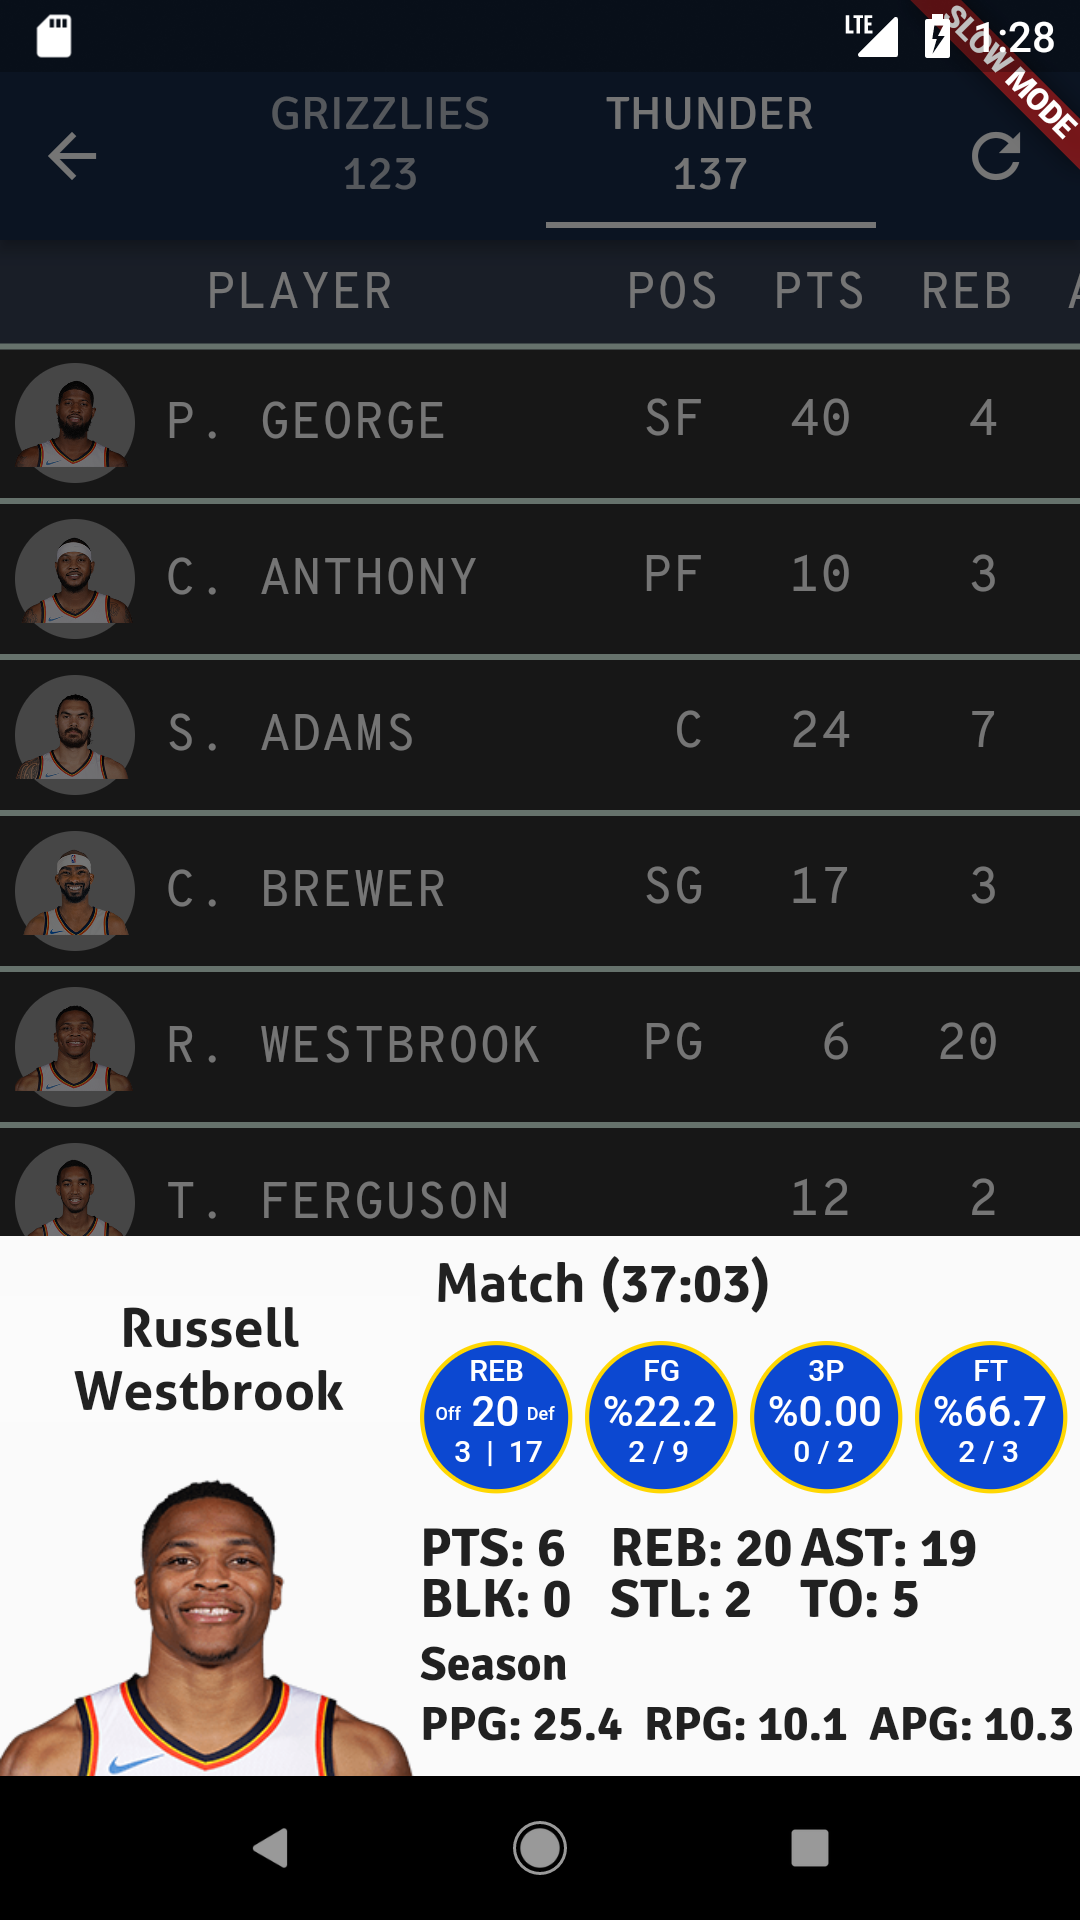 LTE 1:28
SLOW MODE
GRIZZLIES THUNDER
123 137
PLAYER POS PTS REB
P. GEORGE SF 40 4
C. ANTHONY PF 10 3
S. ADAMS C 24 7
C. BREWER SG 17 3
R. WESTBROOK PG 6 20
T. FERGUSON 12 2
Russell
Westbrook
Match (37:03)
REB FG 3P FT
Off 20 Def %22.2 %0.00 %66.7
3 | 17 2 / 9 0 / 2 2 / 3
PTS: 6 REB: 20 AST: 19
BLK: 0 STL: 2 TO: 5
Season
PPG: 25.4 RPG: 10.1 APG: 10.3